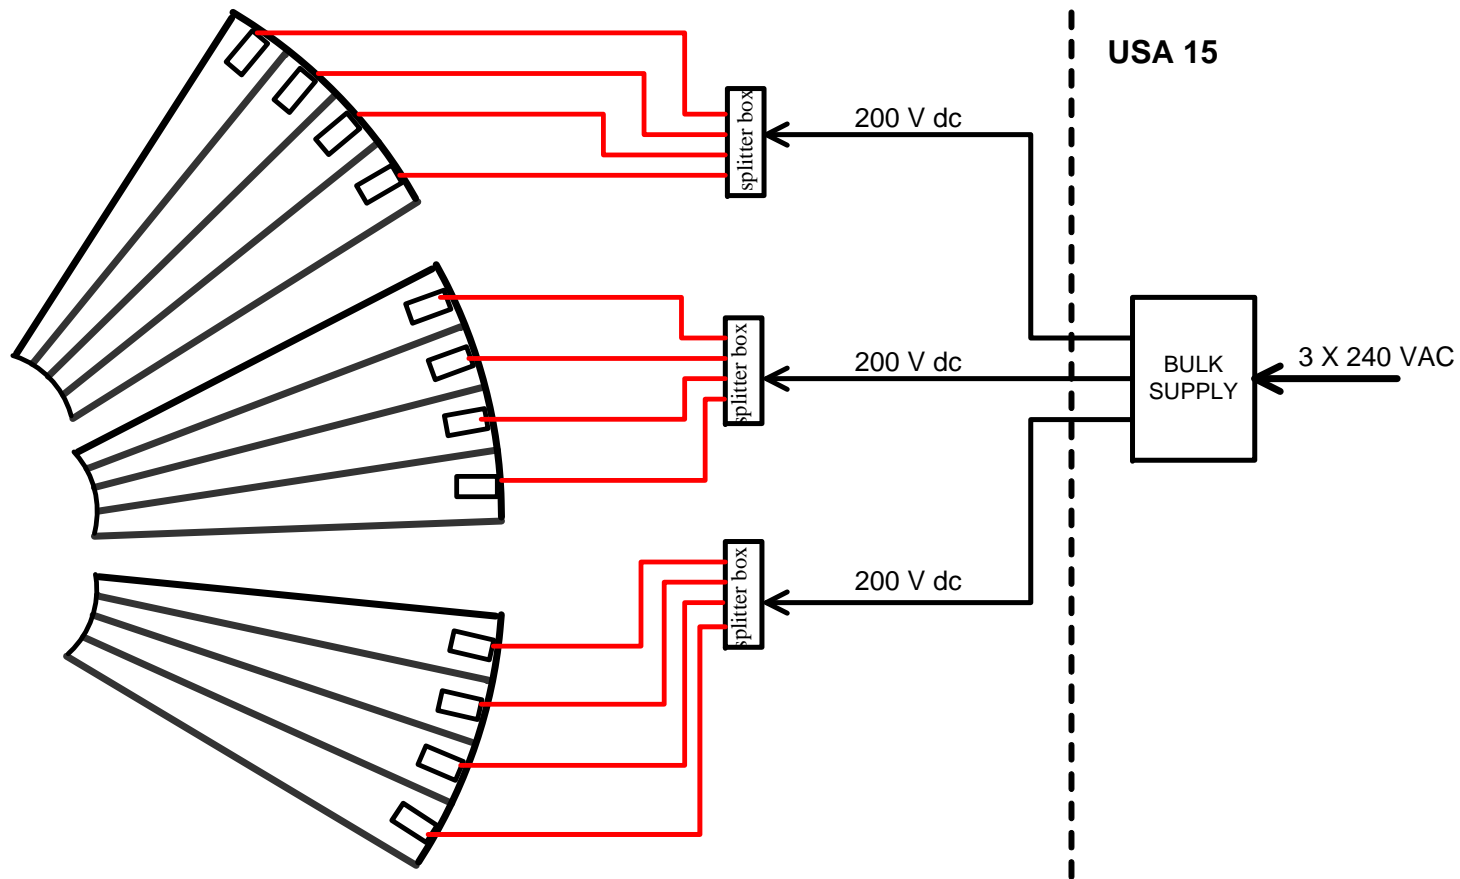 USA 15
splitter box
200 V dc
splitter box
200 V dc
BULK
SUPPLY
3 X 240 VAC
splitter box
200 V dc